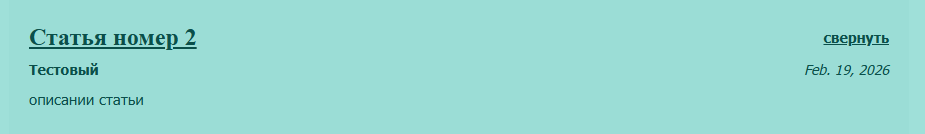 Статья номер 2 свернуть
Тестовый Feb. 19, 2026
описании статьи